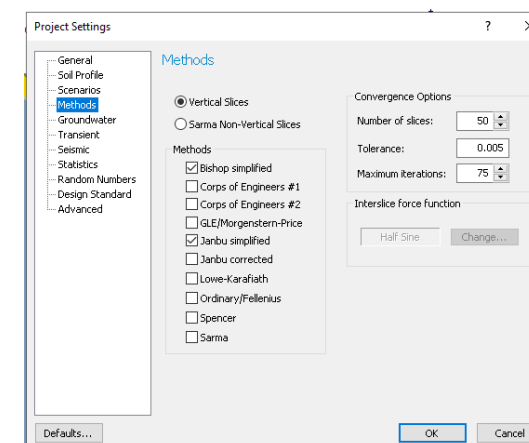 Project Settings
?
General
Soil Profile
Scenarios
Methods
Groundwater
Transient
Seismic
Statistics
Random Numbers
Design Standard
Advanced
Methods
Vertical Slices
Sarma Non-Vertical Slices
Methods
Bishop simplified
Corps of Engineers #1
Corps of Engineers #2
GLE/Morgenstern-Price
Janbu simplified
Janbu corrected
Lowe-Karafiath
Ordinary/Fellenius
Spencer
Sarma
Convergence Options
Number of slices: 50
Tolerance: 0.005
Maximum iterations: 75
Interslice force function
Half Sine Change...
Defaults... OK Cancel